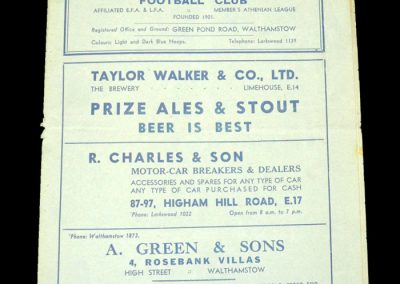 FOOTBALL CLUB
AFFILIATED E.F.A. & L.F.A. :: MEMBER'S ATHENIAN LEAGUE
FOUNDED 1901.
Registered Office and Ground: GREEN POND ROAD, WALTHAMSTOW
Colours: Light and Dark Blue Hoops. Telephone: Larkswood 1139
TAYLOR WALKER & CO., LTD.
THE BREWERY - - - - - - LIMEHOUSE, E.14
PRIZE ALES & STOUT
BEER IS BEST
R. CHARLES & SON
MOTOR-CAR BREAKERS & DEALERS
ACCESSORIES AND SPARES FOR ANY TYPE OF CAR
ANY TYPE OF CAR PURCHASED FOR CASH
87-97, HIGHAM HILL ROAD, E.17
'Phone: Larkswood 1022 Open from 8 a.m. to 7 p.m.
'Phone: Walthamstow 1873.
A. GREEN & SONS
4, ROSEBANK VILLAS
HIGH STREET :: WALTHAMSTOW